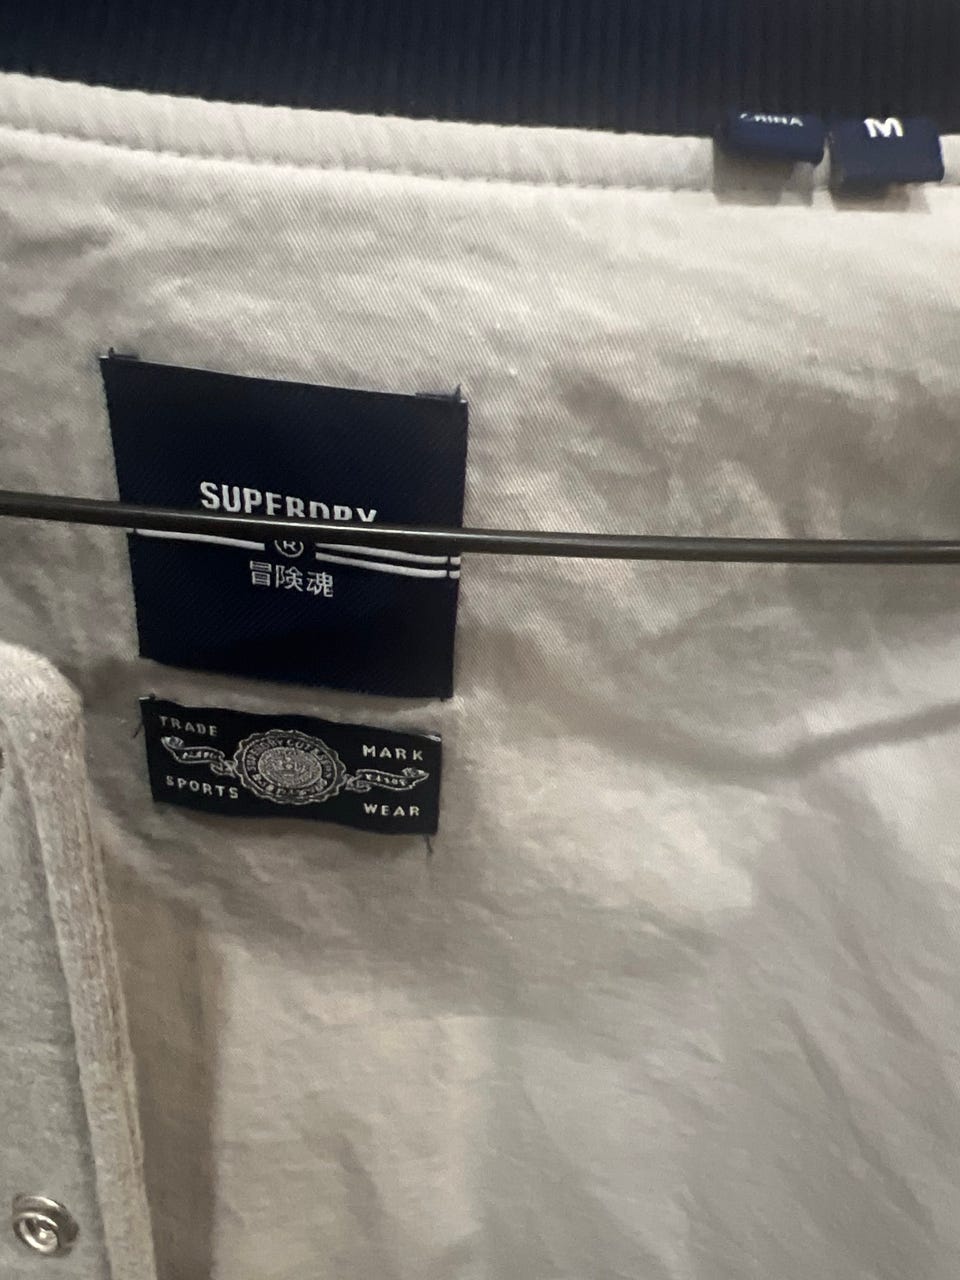 CHINA
M
SUPERDRY
®
冒険魂
TRADE MARK
SPORTS WEAR